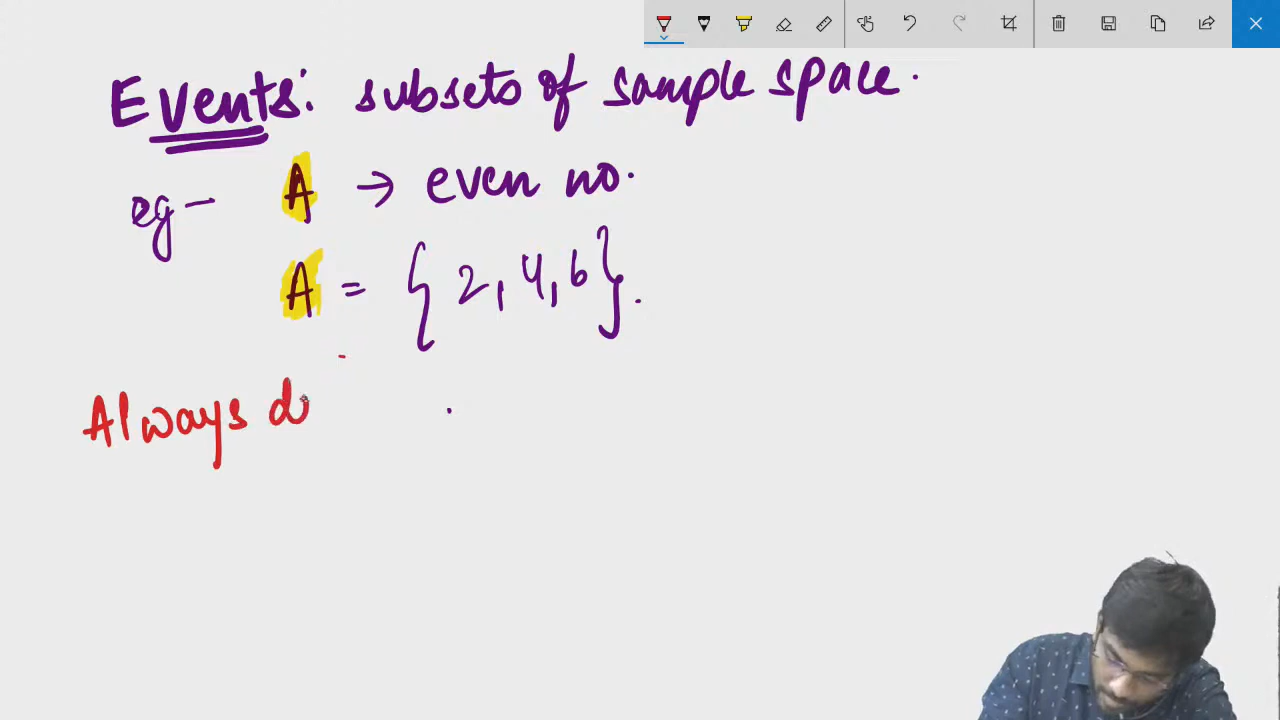 Events: subsets of sample space.
eg- A → even no.
A = { 2, 4, 6 }.
Always d